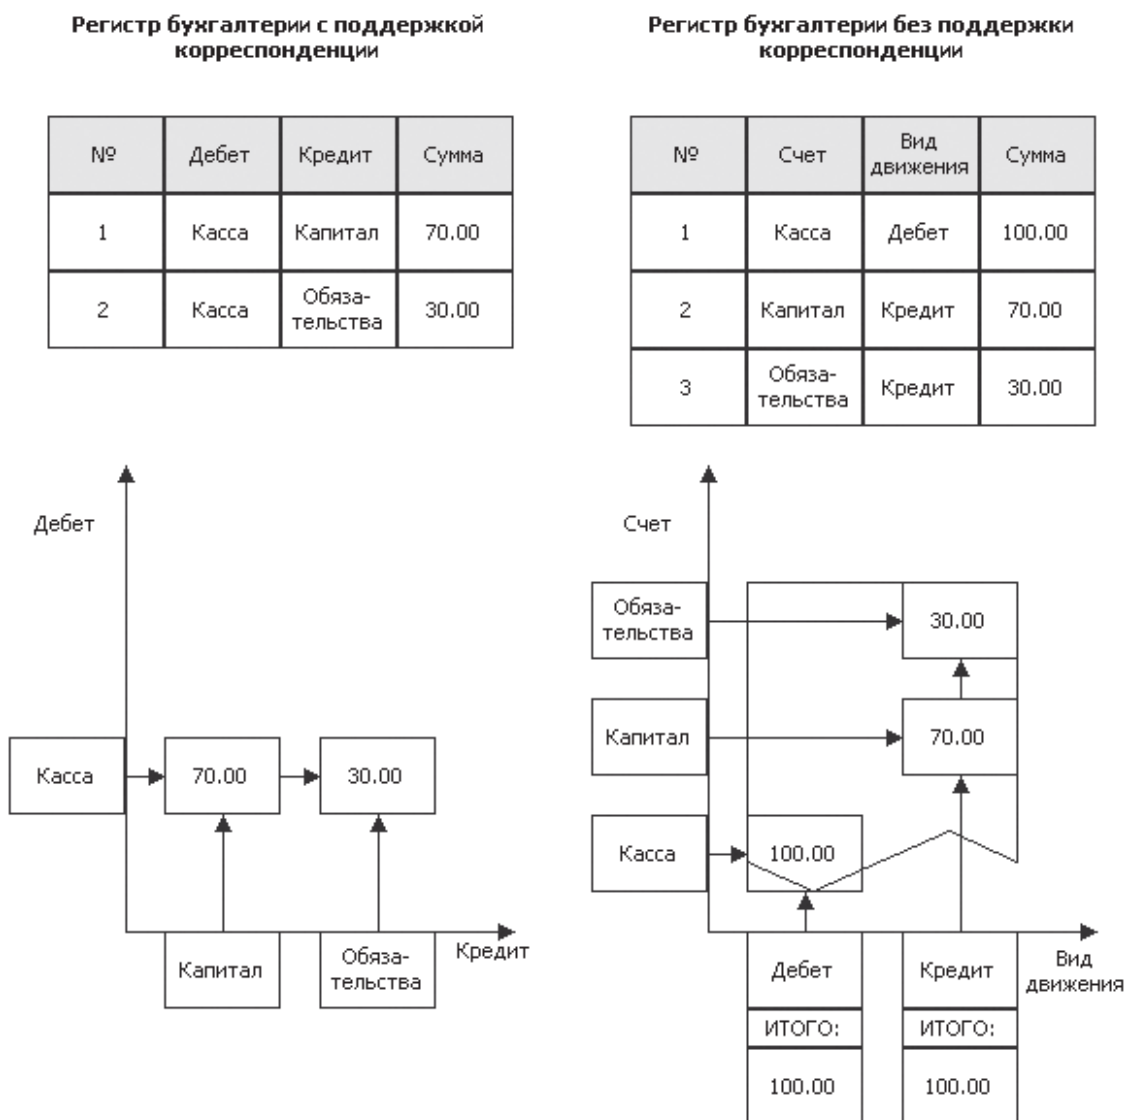 Регистр бухгалтерии с поддержкой
корреспонденции
Регистр бухгалтерии без поддержки
корреспонденции
№ Дебет Кредит Сумма
1 Касса Капитал 70.00
2 Касса Обяза-
тельства 30.00
№ Счет Вид
движения Сумма
1 Касса Дебет 100.00
2 Капитал Кредит 70.00
3 Обяза-
тельства Кредит 30.00
Дебет
Касса 70.00 30.00
Капитал
Обяза-
тельства
Кредит
Счет
Обяза-
тельства
30.00
Капитал 70.00
Касса 100.00
Дебет Кредит
Вид
движения
ИТОГО: ИТОГО:
100.00 100.00